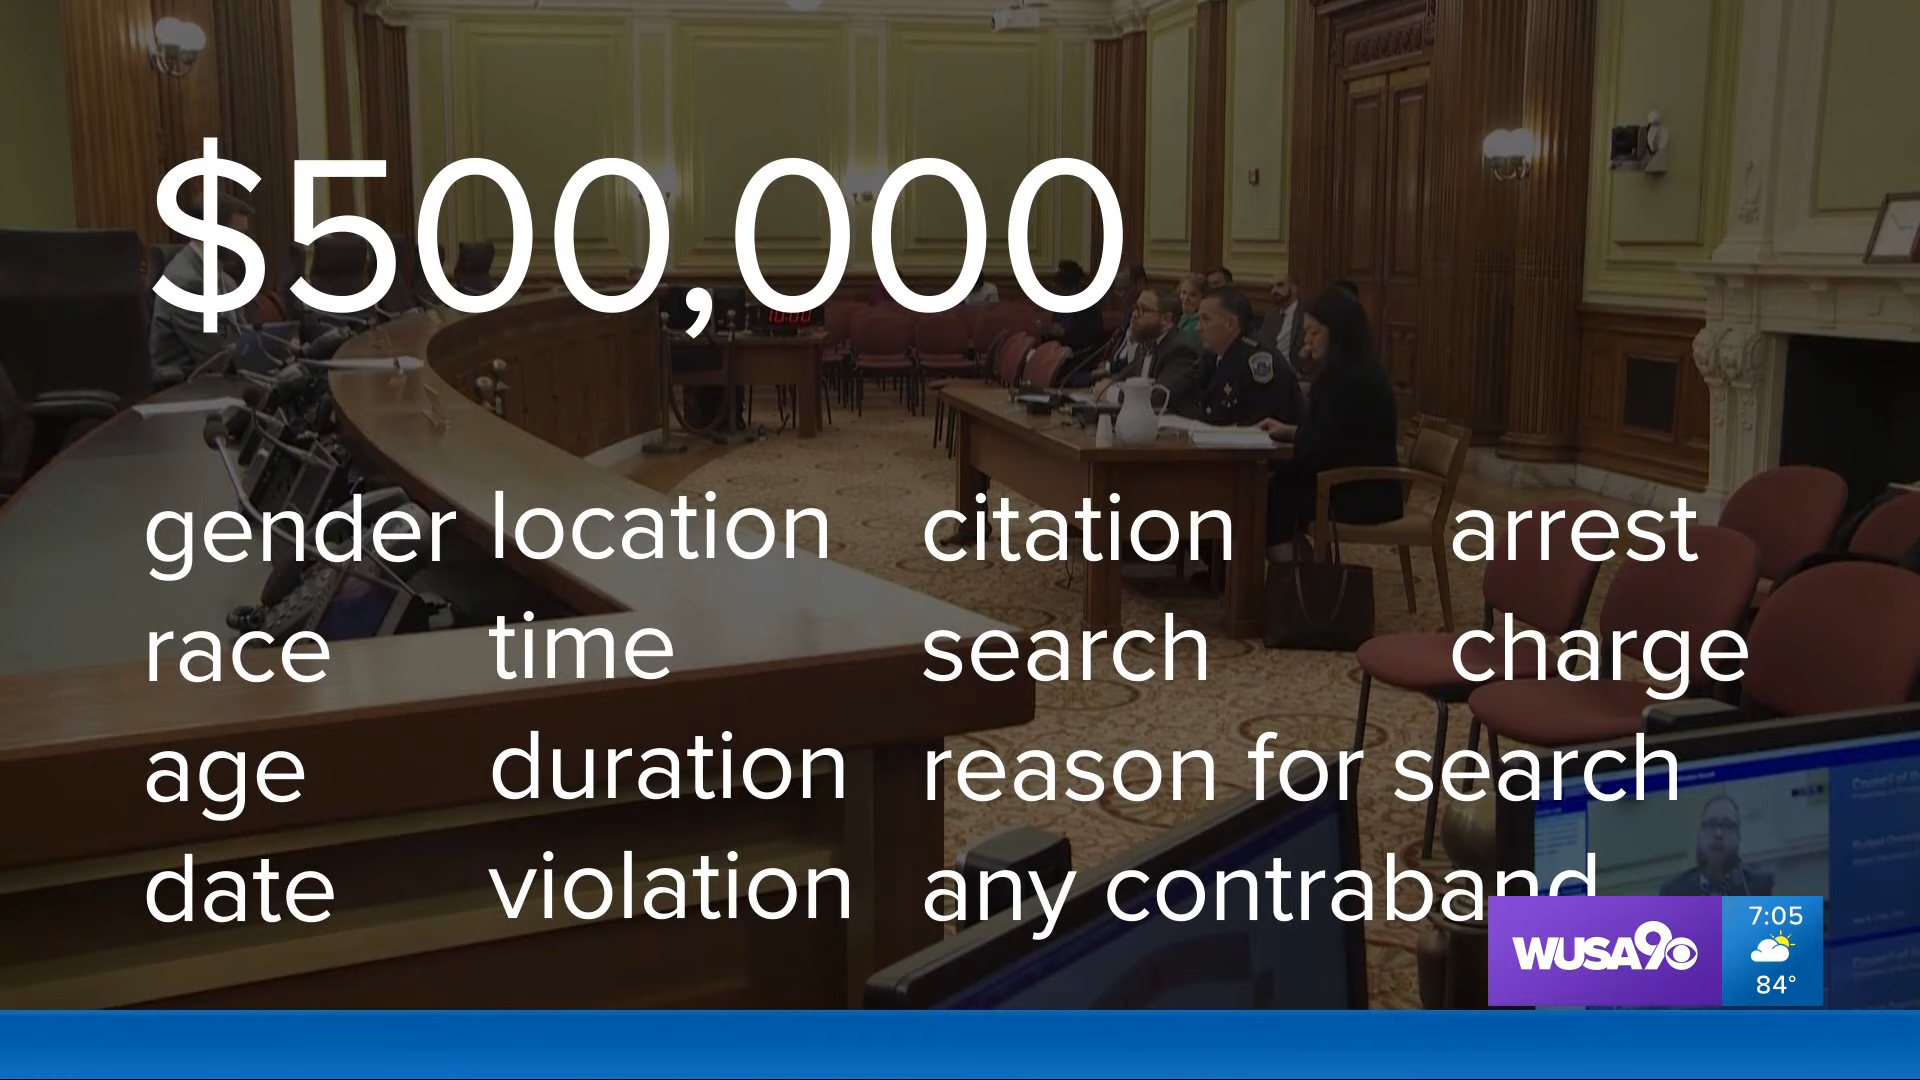 $500,000
gender location citation arrest
race time search charge
age duration reason for search
date violation any contraband
WUSA9
7:05
84°